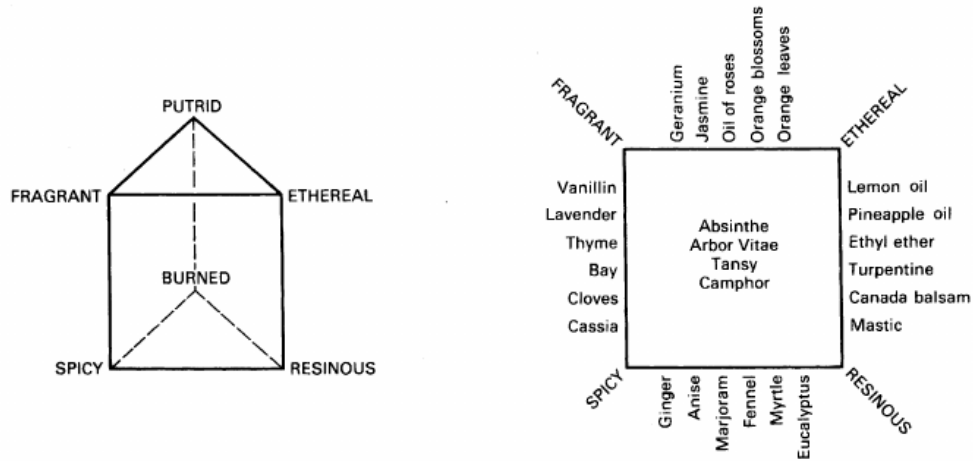 PUTRID
FRAGRANT
ETHEREAL
BURNED
SPICY
RESINOUS
FRAGRANT
Geranium
Jasmine
Oil of roses
Orange blossoms
Orange leaves
ETHEREAL
Vanillin
Lavender
Thyme
Bay
Cloves
Cassia
Absinthe
Arbor Vitae
Tansy
Camphor
Lemon oil
Pineapple oil
Ethyl ether
Turpentine
Canada balsam
Mastic
SPICY
Ginger
Anise
Marjoram
Fennel
Myrtle
Eucalyptus
RESINOUS